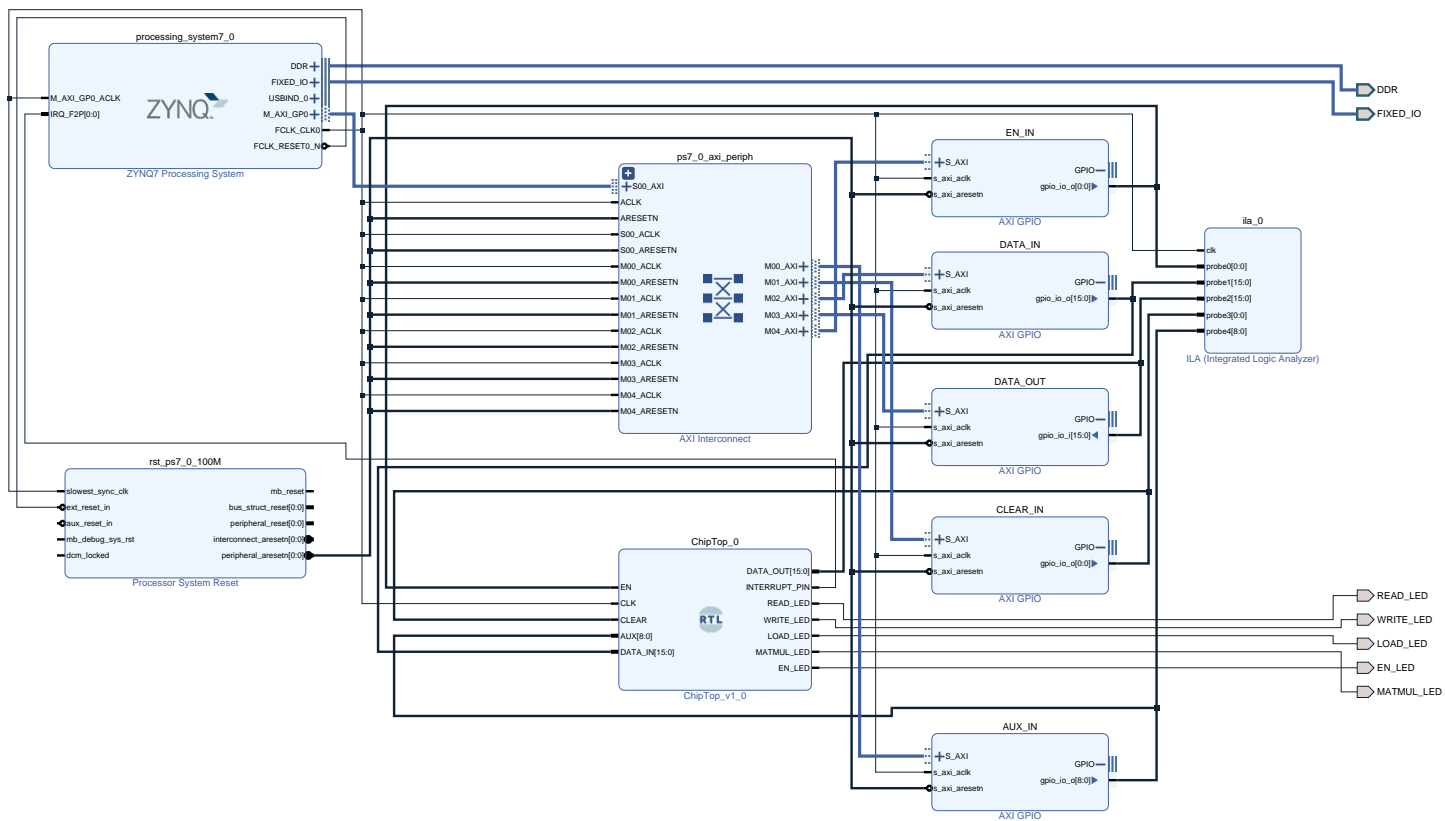 processing_system7_0
DDR
FIXED_IO
USBIND_0
M_AXI_GP0_ACLK
M_AXI_GP0
IRQ_F2P[0:0]
FCLK_CLK0
FCLK_RESET0_N
ZYNQ
ZYNQ7 Processing System
DDR
FIXED_IO
ps7_0_axi_periph
S00_AXI
ACLK
ARESETN
S00_ACLK
S00_ARESETN
M00_ACLK
M00_ARESETN
M01_ACLK
M01_ARESETN
M02_ACLK
M02_ARESETN
M03_ACLK
M03_ARESETN
M04_ACLK
M04_ARESETN
M00_AXI
M01_AXI
M02_AXI
M03_AXI
M04_AXI
AXI Interconnect
EN_IN
S_AXI
s_axi_aclk
s_axi_aresetn
GPIO
gpio_io_o[0:0]
AXI GPIO
DATA_IN
S_AXI
s_axi_aclk
s_axi_aresetn
GPIO
gpio_io_o[15:0]
AXI GPIO
ila_0
clk
probe0[0:0]
probe1[15:0]
probe2[15:0]
probe3[0:0]
probe4[8:0]
ILA (Integrated Logic Analyzer)
DATA_OUT
S_AXI
s_axi_aclk
s_axi_aresetn
GPIO
gpio_io_i[15:0]
AXI GPIO
rst_ps7_0_100M
slowest_sync_clk
ext_reset_in
aux_reset_in
mb_debug_sys_rst
dcm_locked
mb_reset
bus_struct_reset[0:0]
peripheral_reset[0:0]
interconnect_aresetn[0:0]
peripheral_aresetn[0:0]
Processor System Reset
CLEAR_IN
S_AXI
s_axi_aclk
s_axi_aresetn
GPIO
gpio_io_o[0:0]
AXI GPIO
ChipTop_0
EN
CLK
CLEAR
AUX[8:0]
DATA_IN[15:0]
RTL
DATA_OUT[15:0]
INTERRUPT_PIN
READ_LED
WRITE_LED
LOAD_LED
MATMUL_LED
EN_LED
ChipTop_v1_0
READ_LED
WRITE_LED
LOAD_LED
EN_LED
MATMUL_LED
AUX_IN
S_AXI
s_axi_aclk
s_axi_aresetn
GPIO
gpio_io_o[8:0]
AXI GPIO